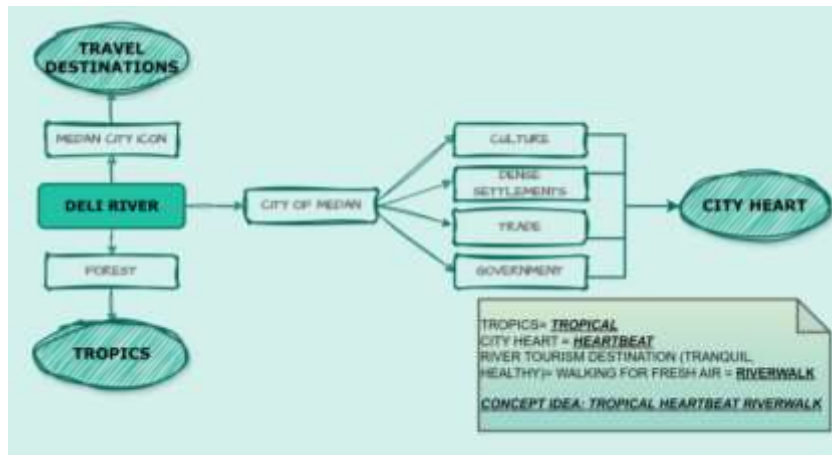 TRAVEL
DESTINATIONS
MEDAN CITY ICON
DELI RIVER
FOREST
TROPICS
CITY OF MEDAN
CULTURE
DENSE
SETTLEMENTS
TRADE
GOVERNMENT
CITY HEART
TROPICS= TROPICAL
CITY HEART = HEARTBEAT
RIVER TOURISM DESTINATION (TRANQUIL,
HEALTHY)= WALKING FOR FRESH AIR = RIVERWALK
CONCEPT IDEA: TROPICAL HEARTBEAT RIVERWALK